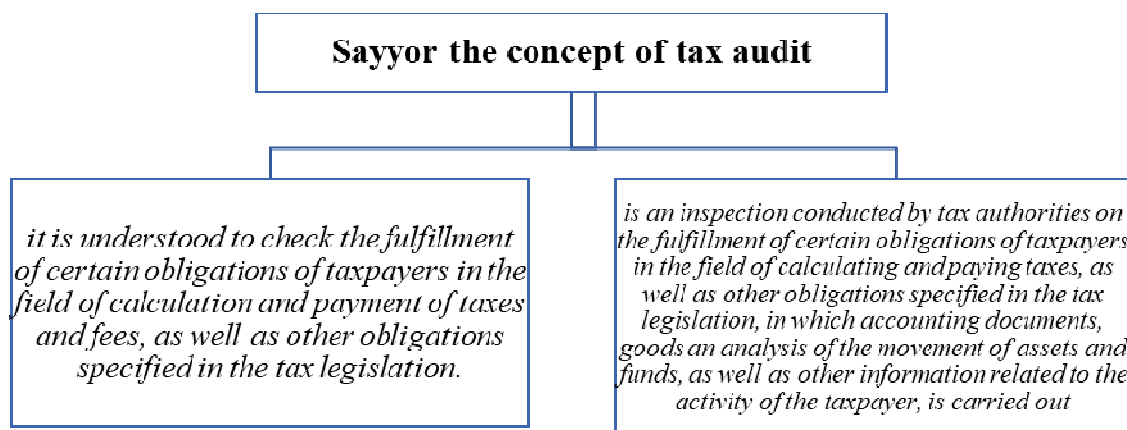 Sayyor the concept of tax audit
it is understood to check the fulfillment
of certain obligations of taxpayers in the
field of calculation and payment of taxes
and fees, as well as other obligations
specified in the tax legislation.
is an inspection conducted by tax authorities on
the fulfillment of certain obligations of taxpayers
in the field of calculating and paying taxes, as
well as other obligations specified in the tax
legislation, in which accounting documents,
goods an analysis of the movement of assets and
funds, as well as other information related to the
activity of the taxpayer, is carried out